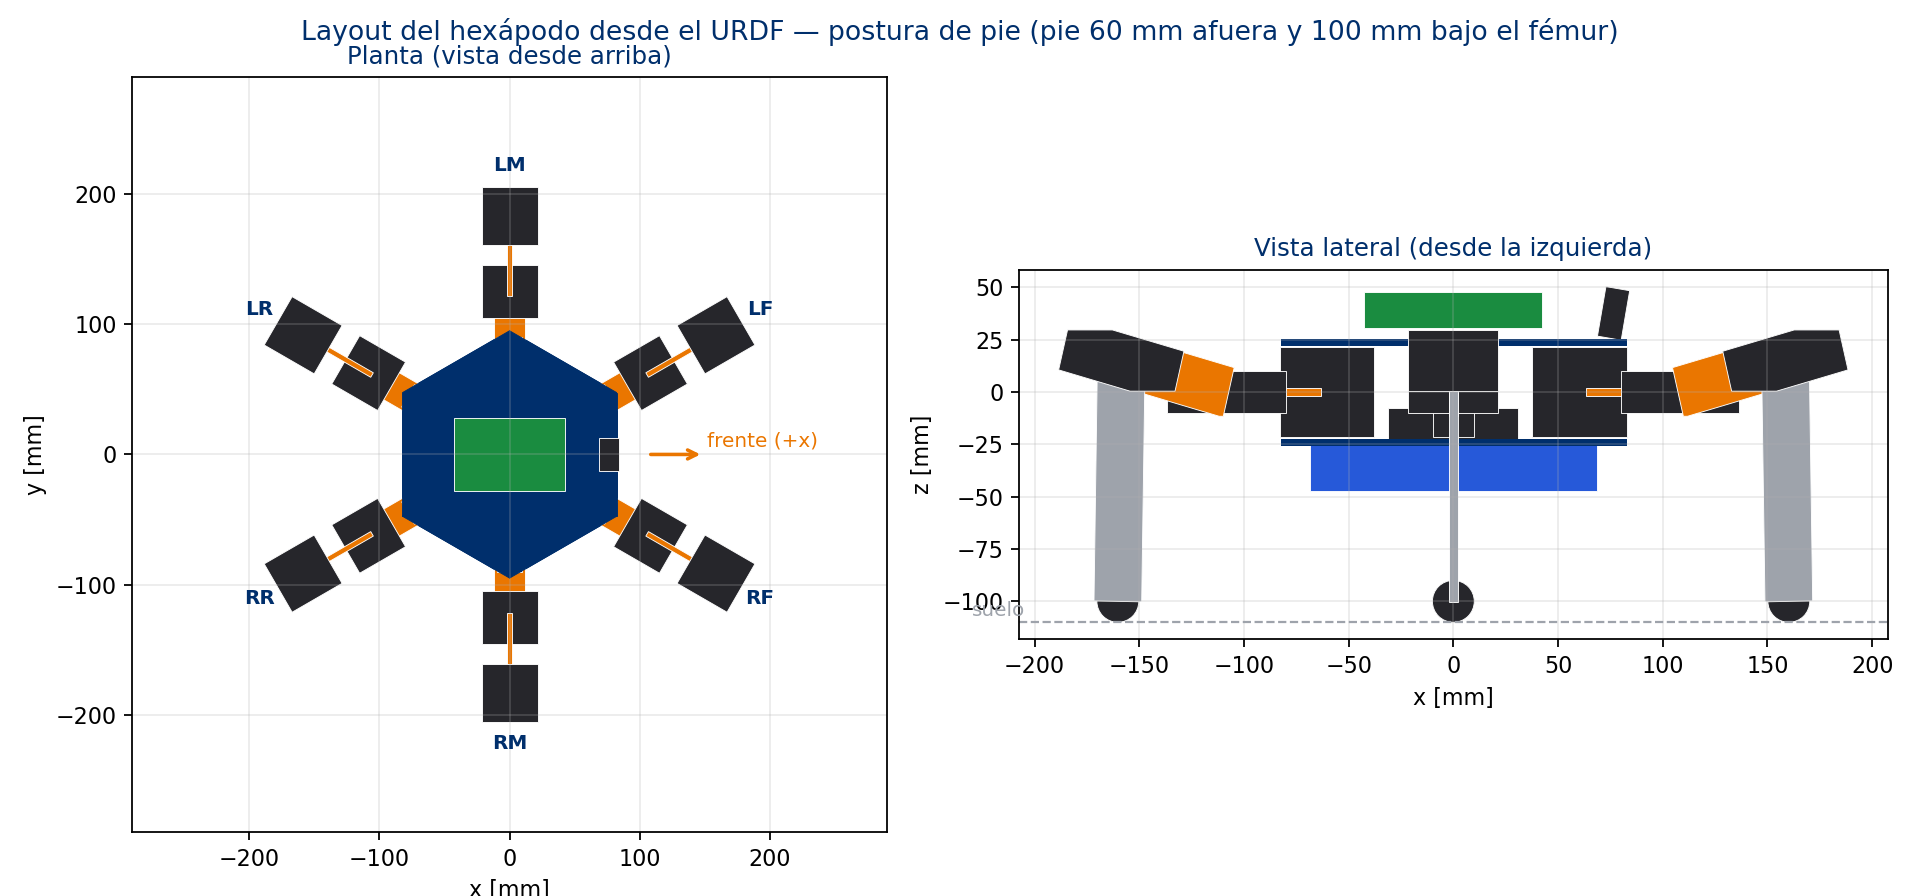 Layout del hexápodo desde el URDF — postura de pie (pie 60 mm afuera y 100 mm bajo el fémur)
Planta (vista desde arriba)
y [mm]
200
100
0
−100
−200
−200
−100
0
100
200
x [mm]
LM
LR
LF
frente (+x)
RR
RF
RM
Vista lateral (desde la izquierda)
z [mm]
50
25
0
−25
−50
−75
−100
suelo
−200
−150
−100
−50
0
50
100
150
200
x [mm]